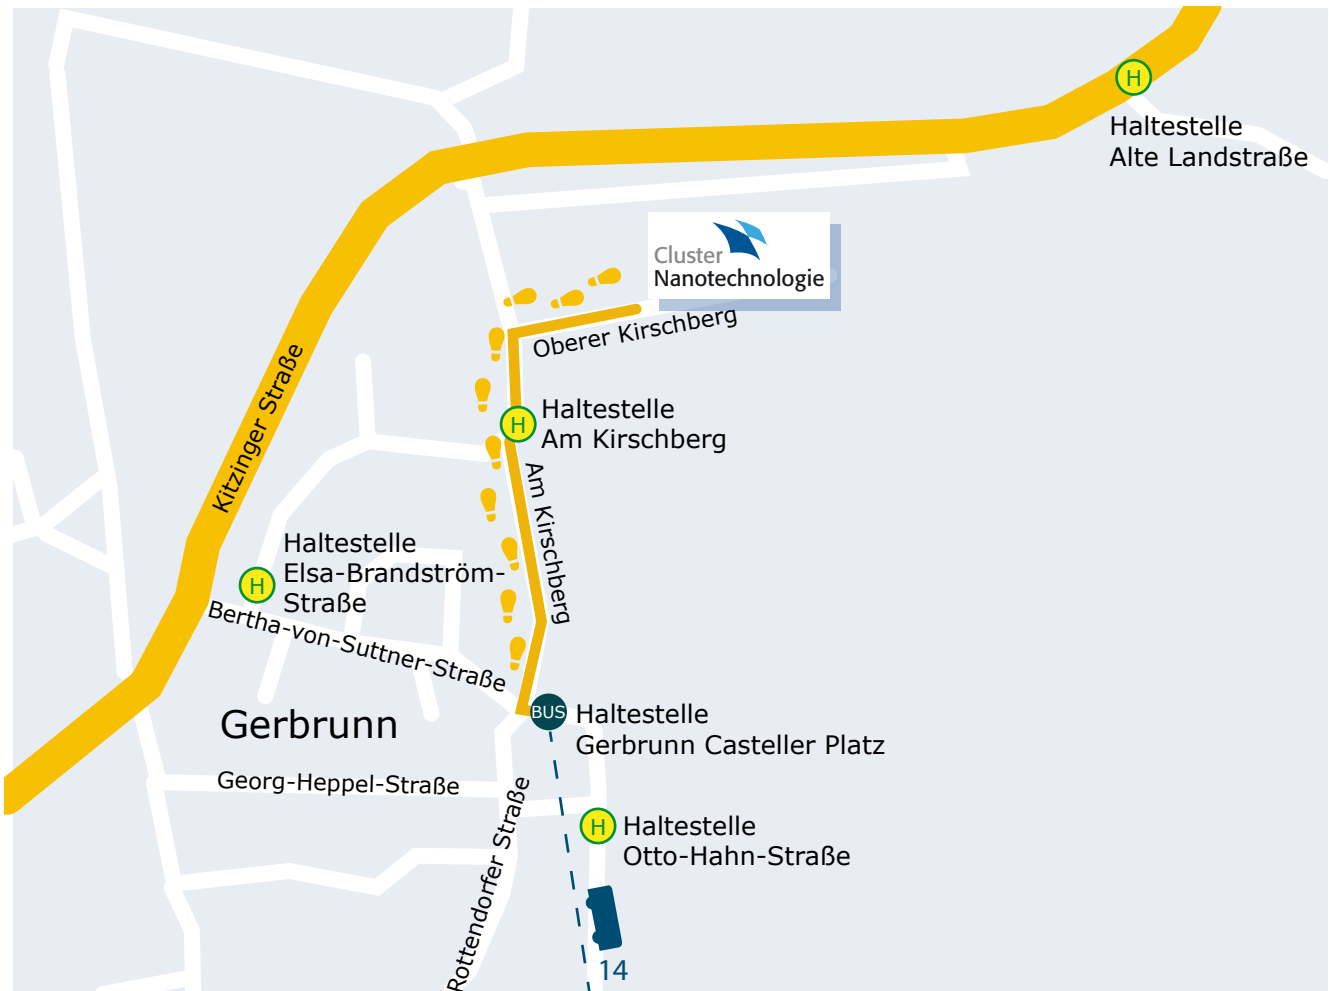 H
Haltestelle
Alte Landstraße
Cluster
Nanotechnologie
Oberer Kirschberg
Kitzinger Straße
H
Haltestelle
Am Kirschberg
Am Kirschberg
H
Haltestelle
Elsa-Brandström-
Straße
Bertha-von-Suttner-Straße
Gerbrunn
BUS
Haltestelle
Gerbrunn Casteller Platz
Georg-Heppel-Straße
Rottendorfer Straße
H
Haltestelle
Otto-Hahn-Straße
14